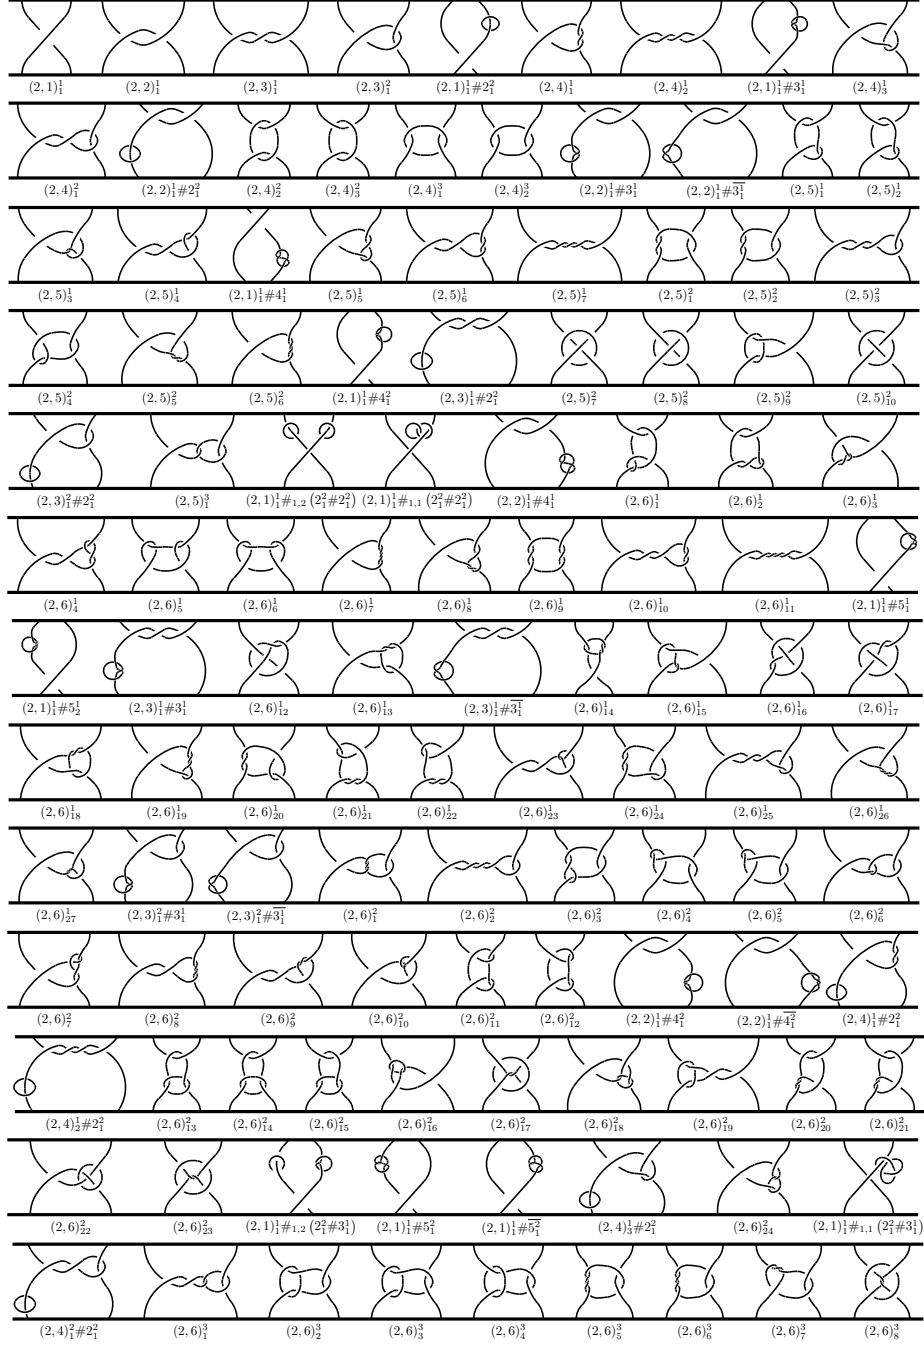 (2,1)^1_1 (2,2)^1_1 (2,3)^1_1 (2,3)^2_1 (2,1)^1_1#2^2_1 (2,4)^1_1 (2,4)^1_2 (2,1)^1_1#3^1_1 (2,4)^1_3
(2,4)^2_1 (2,2)^1_1#2^2_1 (2,4)^2_2 (2,4)^2_3 (2,4)^3_1 (2,4)^3_2 (2,2)^1_1#3^1_1 (2,2)^1_1#\overline{3^1_1} (2,5)^1_1 (2,5)^1_2
(2,5)^1_3 (2,5)^1_4 (2,1)^1_1#4^1_1 (2,5)^1_5 (2,5)^1_6 (2,5)^1_7 (2,5)^2_1 (2,5)^2_2 (2,5)^2_3
(2,5)^2_4 (2,5)^2_5 (2,5)^2_6 (2,1)^1_1#4^2_1 (2,3)^1_1#2^2_1 (2,5)^2_7 (2,5)^2_8 (2,5)^2_9 (2,5)^2_{10}
(2,3)^2_1#2^2_1 (2,5)^3_1 (2,1)^1_1#_{1,2} (2^2_1#2^2_1) (2,1)^1_1#_{1,1} (2^2_1#2^2_1) (2,2)^1_1#4^1_1 (2,6)^1_1 (2,6)^1_2 (2,6)^1_3
(2,6)^1_4 (2,6)^1_5 (2,6)^1_6 (2,6)^1_7 (2,6)^1_8 (2,6)^1_9 (2,6)^1_{10} (2,6)^1_{11} (2,1)^1_1#5^1_1
(2,1)^1_1#5^1_2 (2,3)^1_1#3^1_1 (2,6)^1_{12} (2,6)^1_{13} (2,3)^1_1#\overline{3^1_1} (2,6)^1_{14} (2,6)^1_{15} (2,6)^1_{16} (2,6)^1_{17}
(2,6)^1_{18} (2,6)^1_{19} (2,6)^1_{20} (2,6)^1_{21} (2,6)^1_{22} (2,6)^1_{23} (2,6)^1_{24} (2,6)^1_{25} (2,6)^1_{26}
(2,6)^1_{27} (2,3)^2_1#3^1_1 (2,3)^2_1#\overline{3^1_1} (2,6)^2_1 (2,6)^2_2 (2,6)^2_3 (2,6)^2_4 (2,6)^2_5 (2,6)^2_6
(2,6)^2_7 (2,6)^2_8 (2,6)^2_9 (2,6)^2_{10} (2,6)^2_{11} (2,6)^2_{12} (2,2)^1_1#4^2_1 (2,2)^1_1#\overline{4^2_1} (2,4)^1_1#2^2_1
(2,4)^1_2#2^2_1 (2,6)^2_{13} (2,6)^2_{14} (2,6)^2_{15} (2,6)^2_{16} (2,6)^2_{17} (2,6)^2_{18} (2,6)^2_{19} (2,6)^2_{20} (2,6)^2_{21}
(2,6)^2_{22} (2,6)^2_{23} (2,1)^1_1#_{1,2} (2^2_1#3^1_1) (2,1)^1_1#5^2_1 (2,1)^1_1#\overline{5^2_1} (2,4)^1_3#2^2_1 (2,6)^2_{24} (2,1)^1_1#_{1,1} (2^2_1#3^1_1)
(2,4)^2_1#2^2_1 (2,6)^3_1 (2,6)^3_2 (2,6)^3_3 (2,6)^3_4 (2,6)^3_5 (2,6)^3_6 (2,6)^3_7 (2,6)^3_8